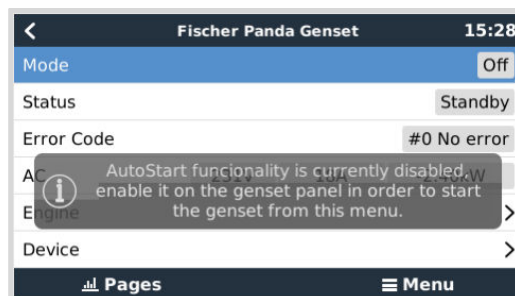 Fischer Panda Genset 15:28
Mode Off
Status Standby
Error Code #0 No error
AutoStart funcionality is currently disabled,
enable it on the genset panel in order to start
the genset from this menu.
AC
Engine
Device
Pages Menu